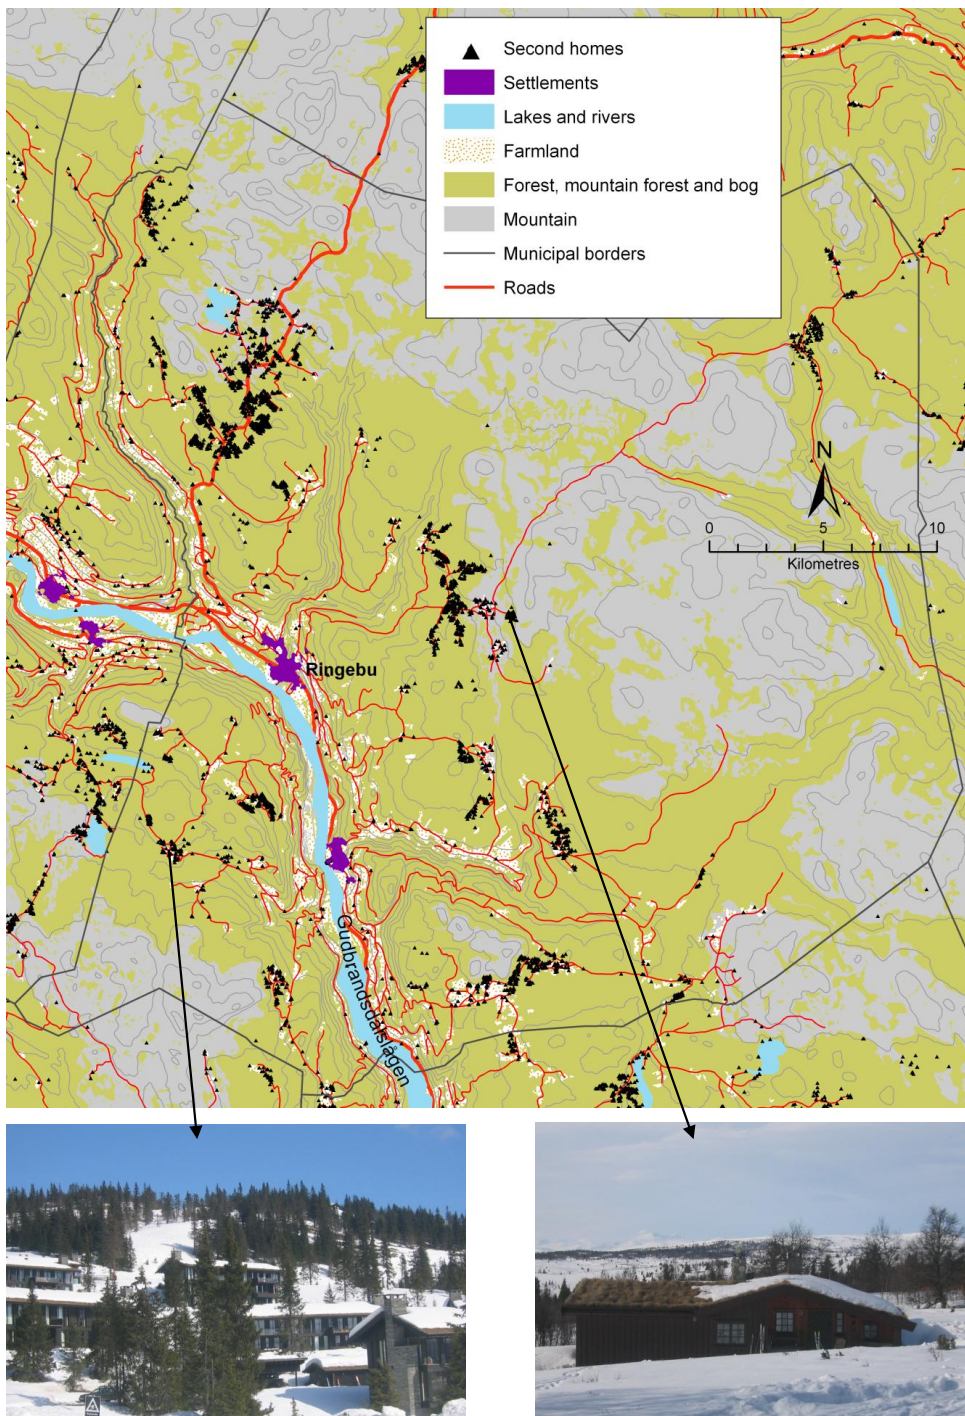 Second homes
Settlements
Lakes and rivers
Farmland
Forest, mountain forest and bog
Mountain
Municipal borders
Roads
N
0 5 10
Kilometres
Ringebu
Gudbrandsdalslågen